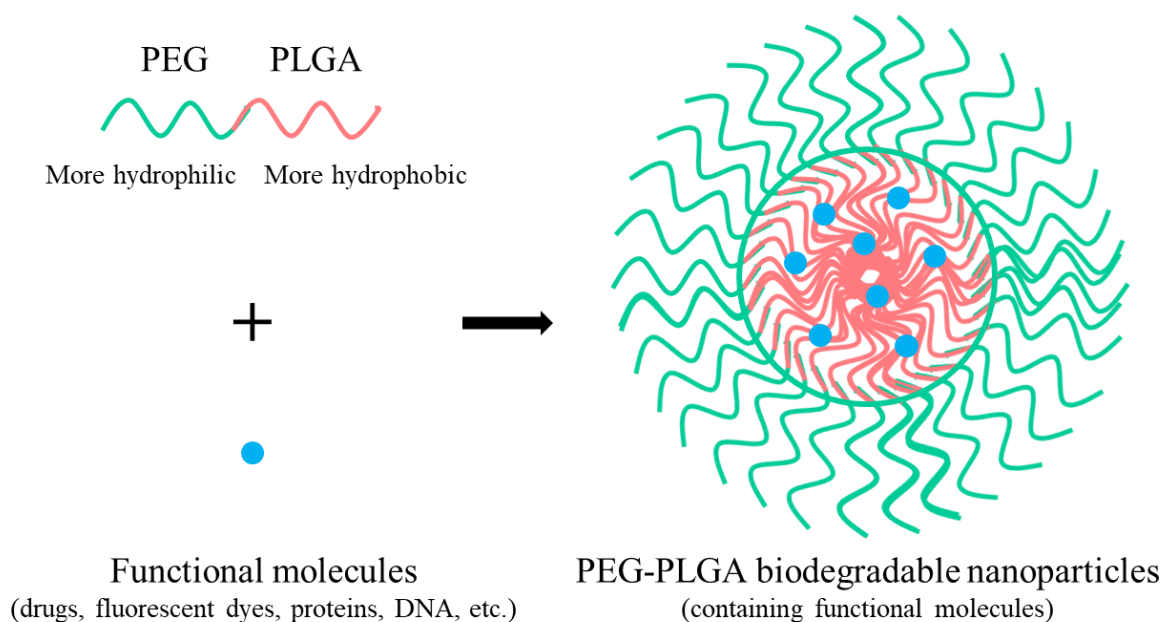 PEG PLGA
More hydrophilic More hydrophobic
+
Functional molecules
(drugs, fluorescent dyes, proteins, DNA, etc.)
PEG-PLGA biodegradable nanoparticles
(containing functional molecules)